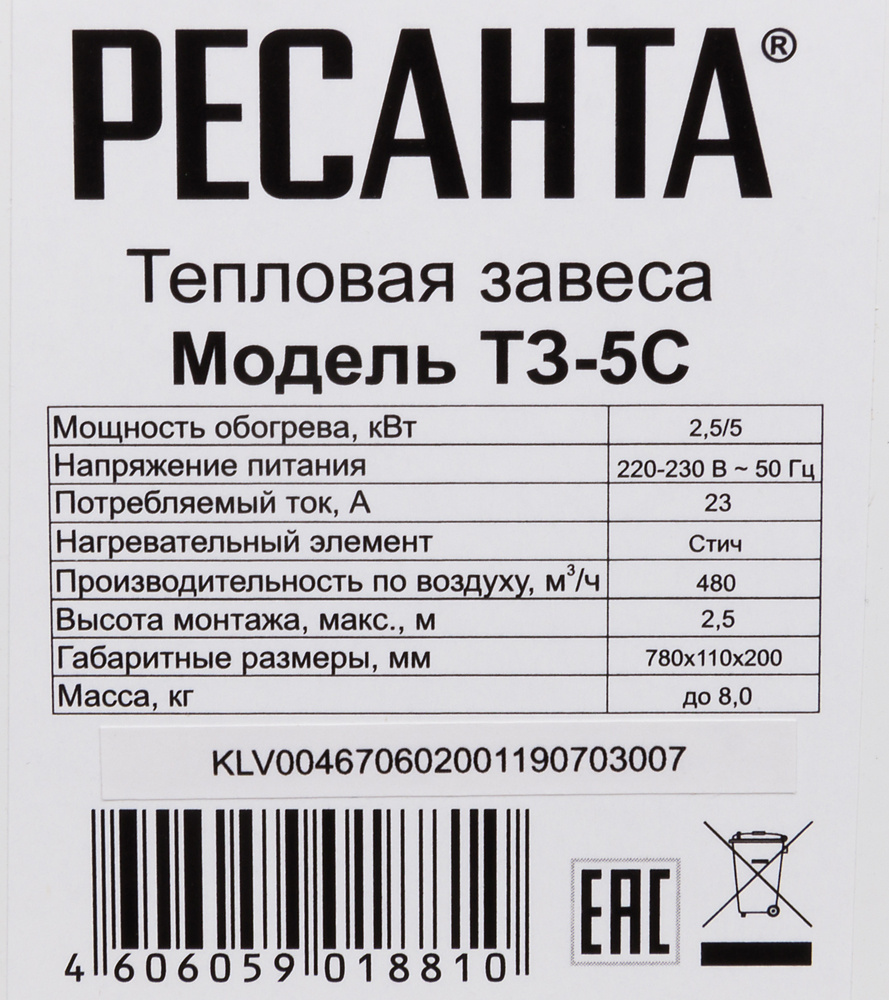 РЕСАНТА®
Тепловая завеса
Модель ТЗ-5С
Мощность обогрева, кВт 2,5/5
Напряжение питания 220-230 В ~ 50 Гц
Потребляемый ток, А 23
Нагревательный элемент Стич
Производительность по воздуху, м³/ч 480
Высота монтажа, макс., м 2,5
Габаритные размеры, мм 780х110х200
Масса, кг до 8,0
KLV004670602001190703007
4 606059 018810
EAC